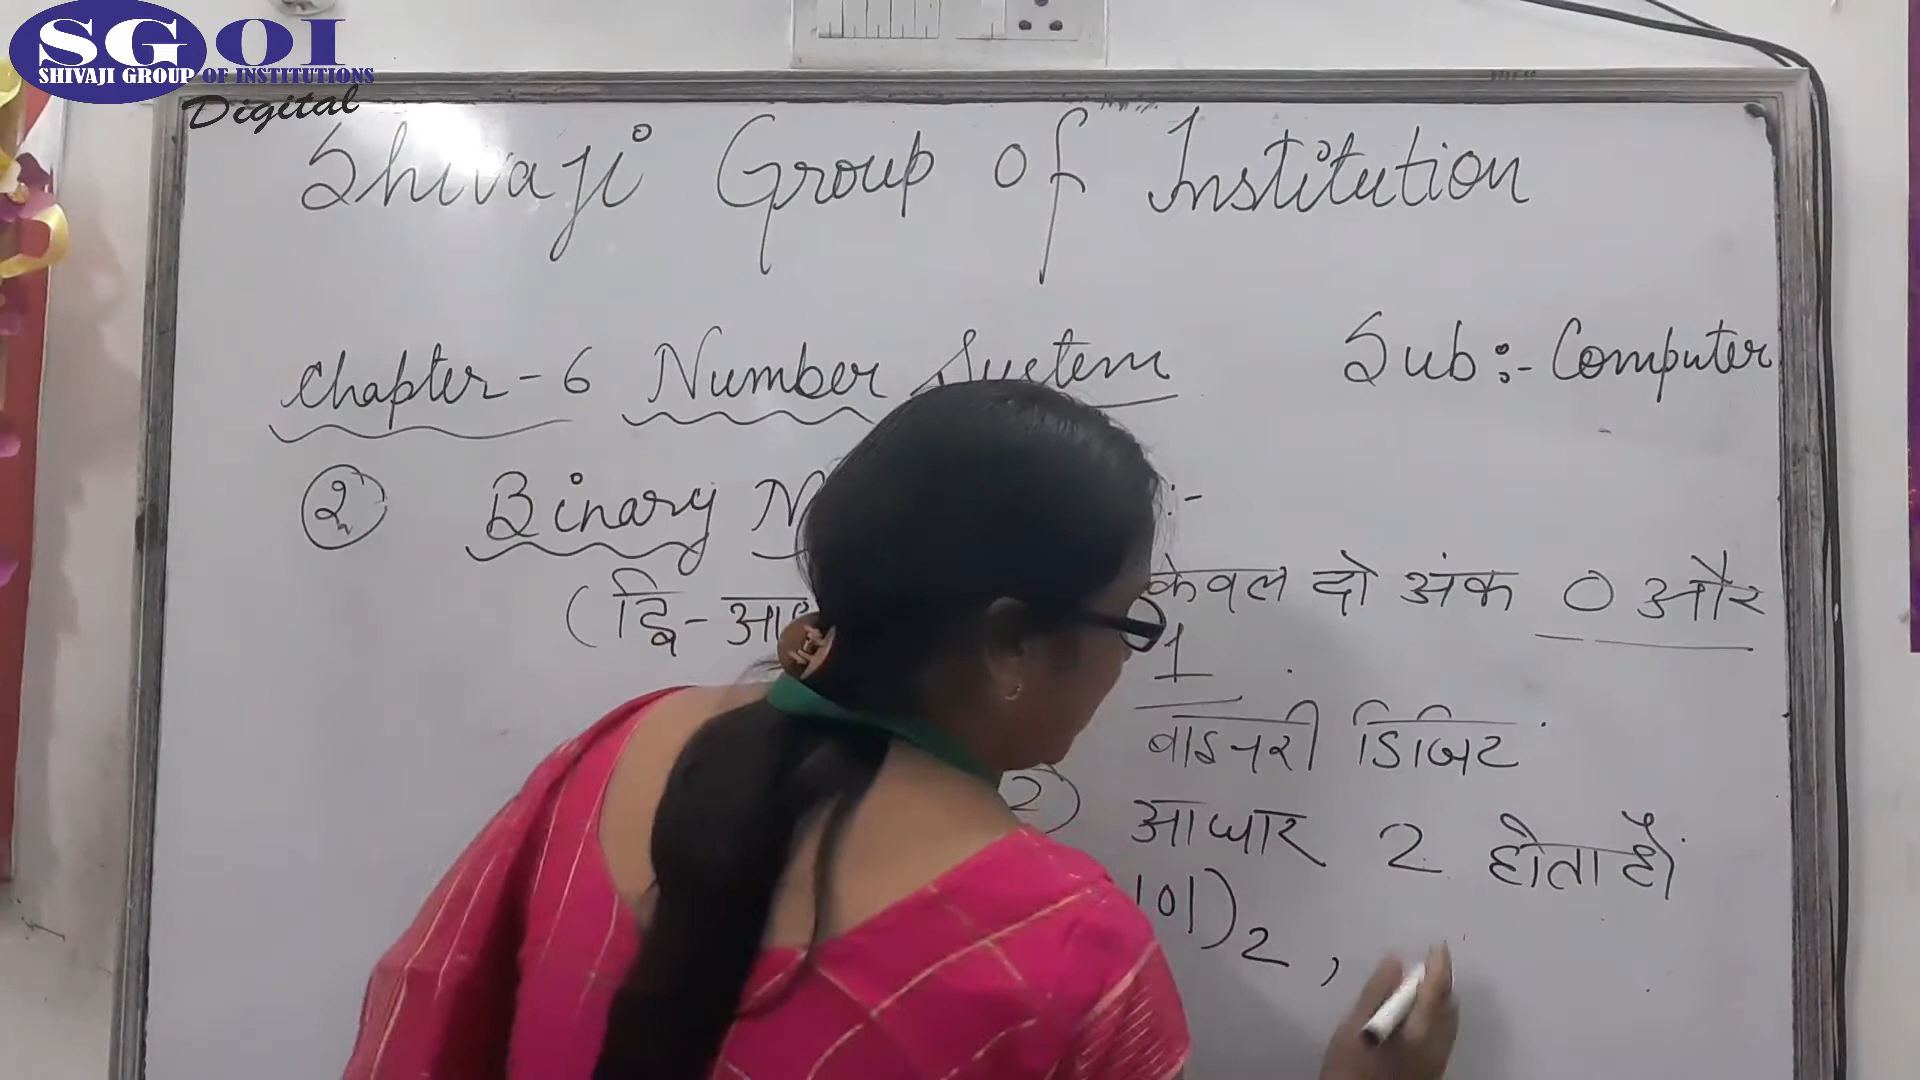 SGOI
SHIVAJI GROUP OF INSTITUTIONS
Digital
Shivaji Group of Institution
Chapter-6 Number System
Sub:- Computer
2 Binary
(द्वि-
केवल दो अंक 0 और
1
बाइनरी डिजिट
2) आधार 2 होता है।
101)2 ,